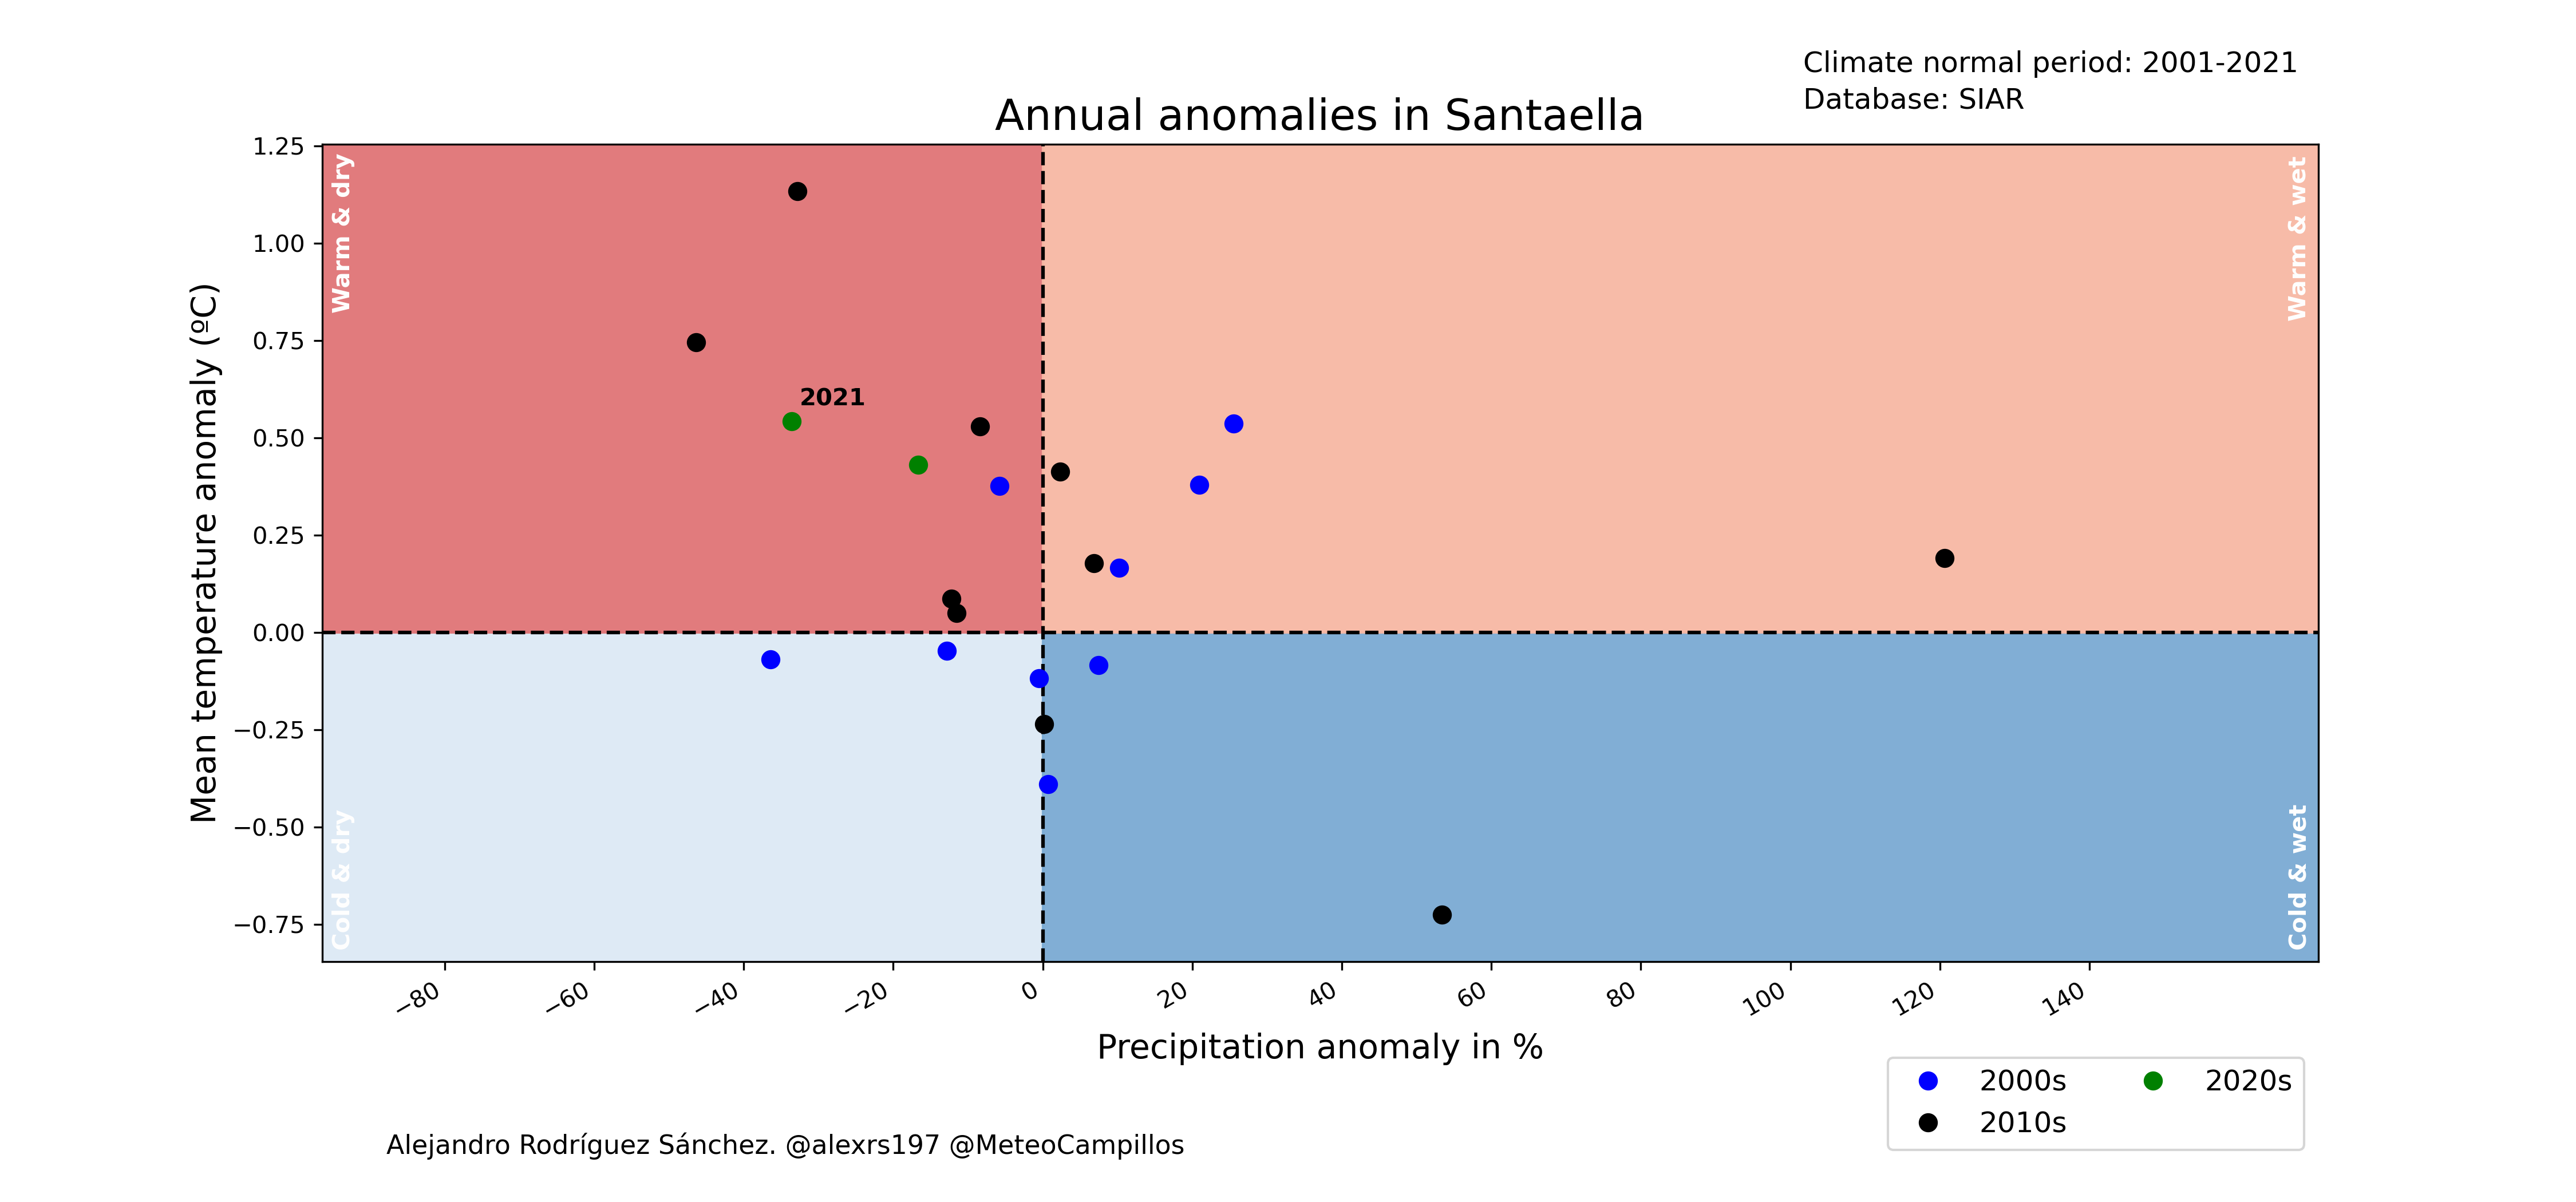 Climate normal period: 2001-2021
Database: SIAR
Annual anomalies in Santaella
Mean temperature anomaly (ºC)
1.25
1.00
0.75
0.50
0.25
0.00
−0.25
−0.50
−0.75
Warm & dry
Warm & wet
2021
Cold & dry
Cold & wet
−80
−60
−40
−20
0
20
40
60
80
100
120
140
Precipitation anomaly in %
2000s
2010s
2020s
Alejandro Rodríguez Sánchez. @alexrs197 @MeteoCampillos